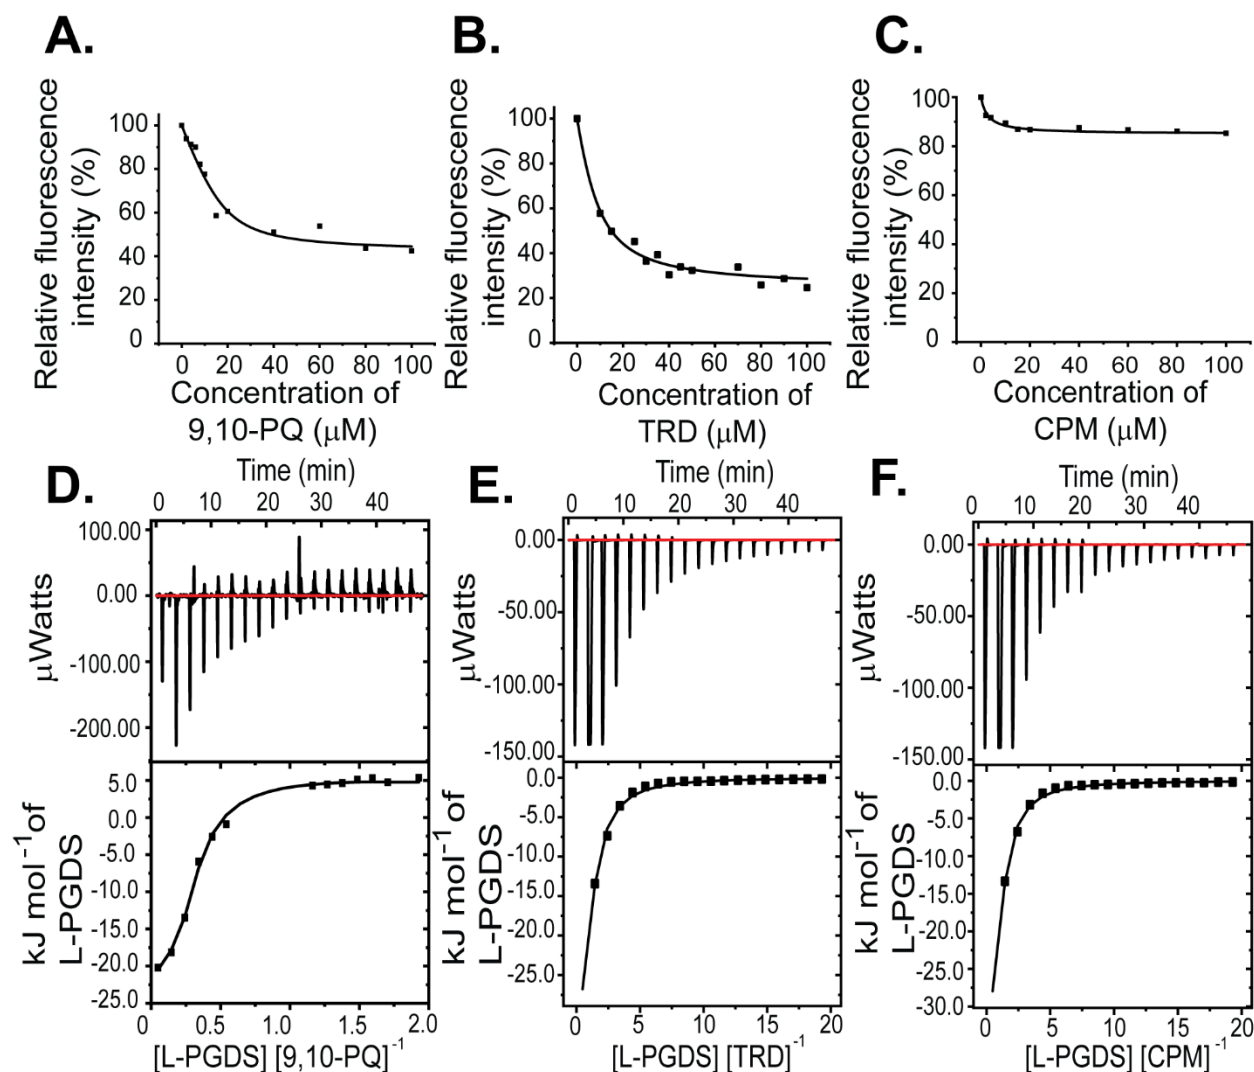 A.
Relative fluorescence
intensity (%)
100
80
60
40
20
0
0 20 40 60 80 100
Concentration of
9,10-PQ (μM)
B.
Relative fluorescence
intensity (%)
100
80
60
40
20
0
0 20 40 60 80 100
Concentration of
TRD (μM)
C.
Relative fluorescence
intensity (%)
100
80
60
40
20
0
0 20 40 60 80 100
Concentration of
CPM (μM)
D.
Time (min)
0 10 20 30 40
μWatts
100.00
0.00
-100.00
-200.00
kJ mol⁻¹ of
L-PGDS
5.0
0.0
-5.0
-10.0
-15.0
-20.0
-25.0
0 0.5 1.0 1.5 2.0
[L-PGDS] [9,10-PQ]⁻¹
E.
Time (min)
0 10 20 30 40
μWatts
0.00
-50.00
-100.00
-150.00
kJ mol⁻¹ of
L-PGDS
0.0
-5.0
-10.0
-15.0
-20.0
-25.0
0 5 10 15 20
[L-PGDS] [TRD]⁻¹
F.
Time (min)
0 10 20 30 40
μWatts
0.00
-50.00
-100.00
-150.00
kJ mol⁻¹ of
L-PGDS
0.0
-5.0
-10.0
-15.0
-20.0
-25.0
-30.0
0 5 10 15 20
[L-PGDS] [CPM]⁻¹